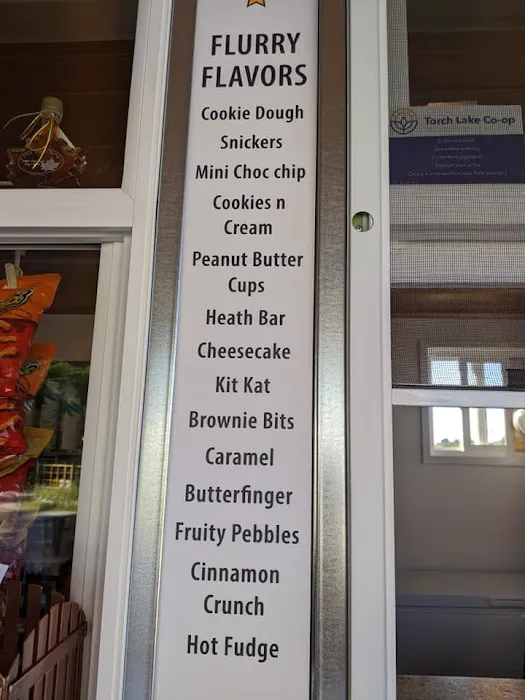 FLURRY
FLAVORS
Cookie Dough
Snickers
Mini Choc chip
Cookies n
Cream
Peanut Butter
Cups
Heath Bar
Cheesecake
Kit Kat
Brownie Bits
Caramel
Butterfinger
Fruity Pebbles
Cinnamon
Crunch
Hot Fudge
Torch Lake Co-op